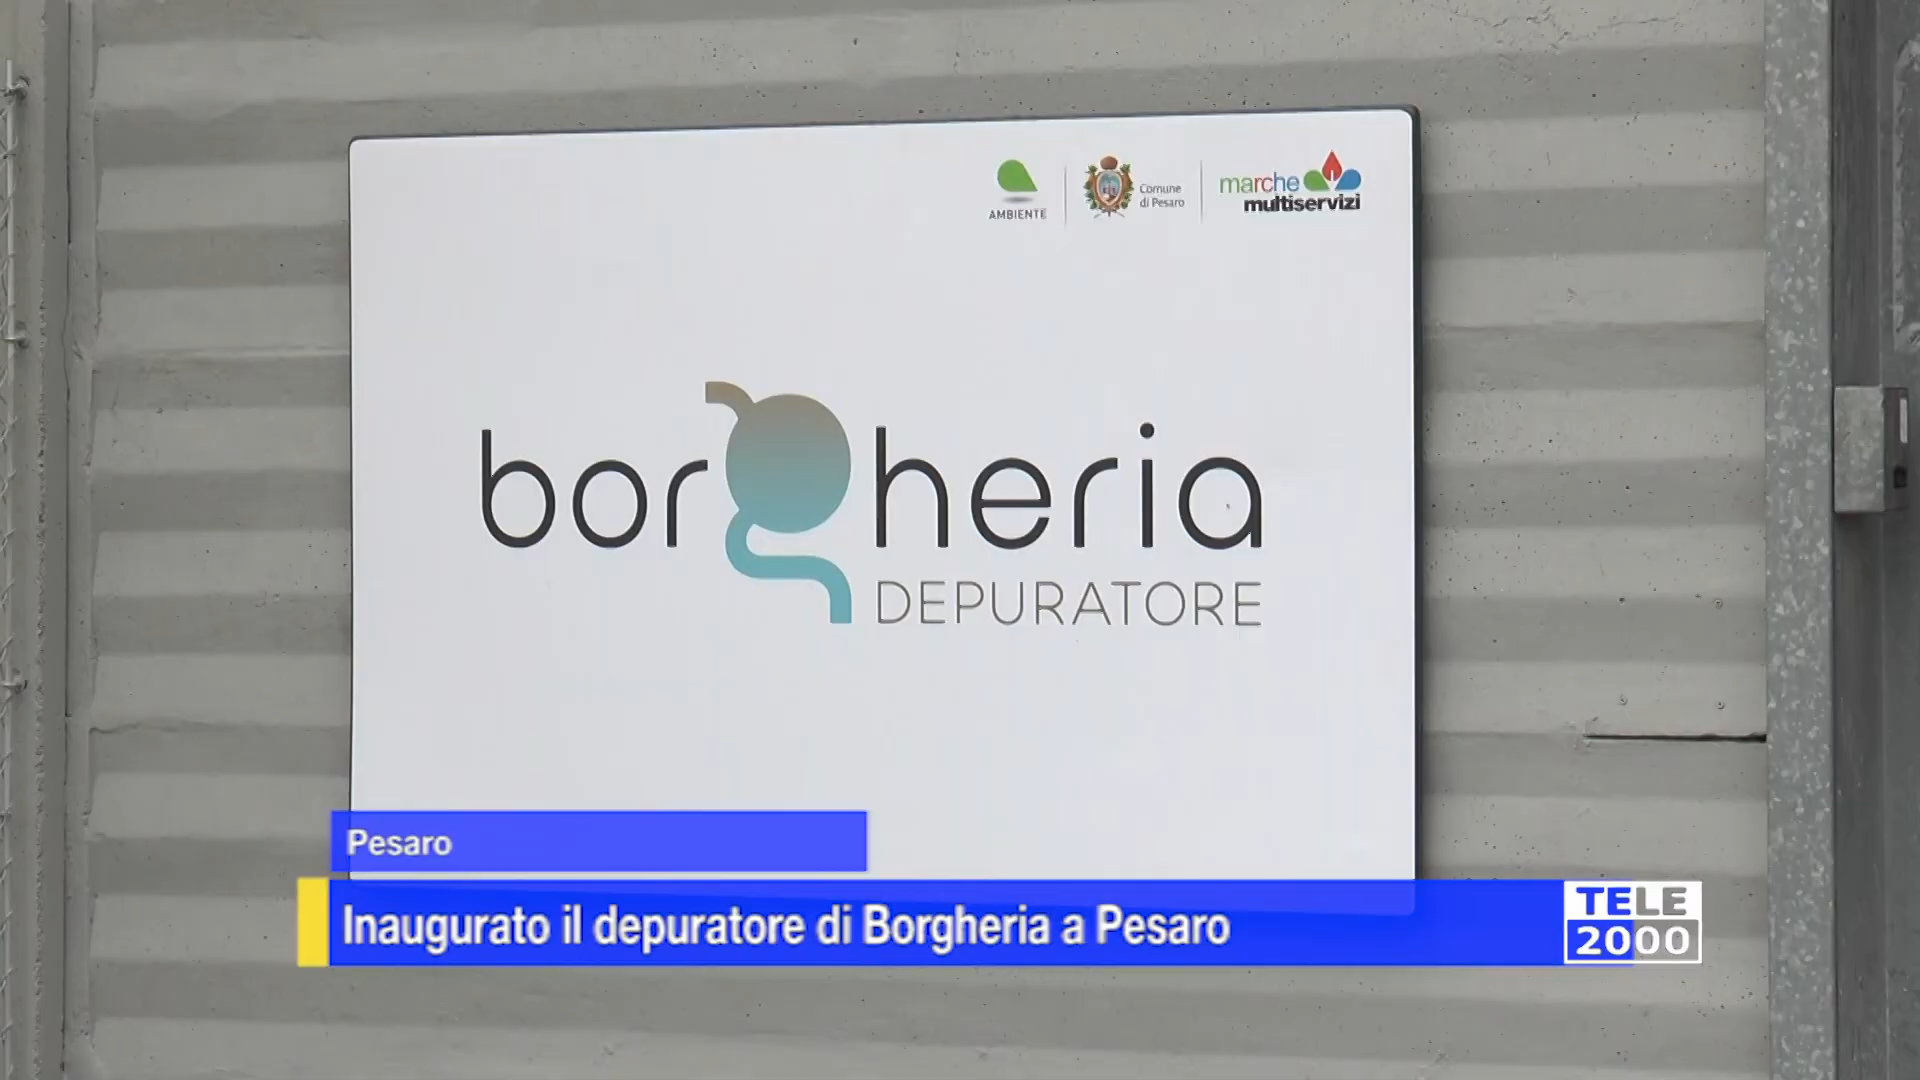 AMBIENTE
Comune
di Pesaro
marche
multiservizi
borgheria
DEPURATORE
Pesaro
Inaugurato il depuratore di Borgheria a Pesaro
TELE
2000